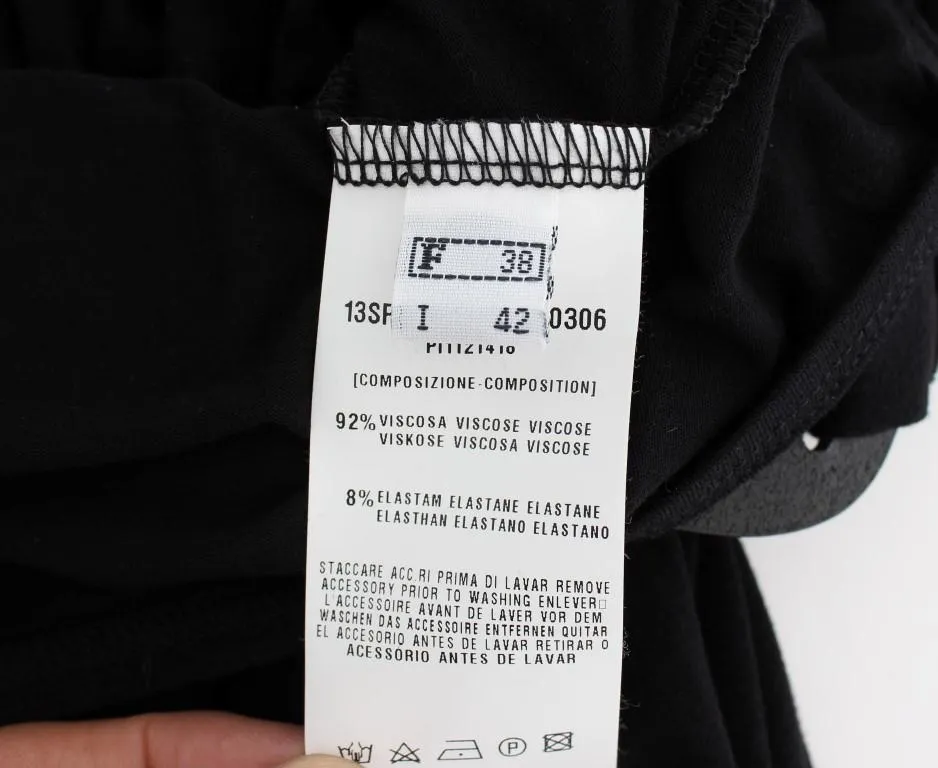 F 38
13SF I 42 0306
[COMPOSIZIONE-COMPOSITION]
92% VISCOSA VISCOSE VISCOSE
VISKOSE VISCOSA VISCOSE
8% ELASTAM ELASTANE ELASTANE
ELASTHAN ELASTANO ELASTANO
STACCARE ACC.RI PRIMA DI LAVAR REMOVE
ACCESSORY PRIOR TO WASHING ENLEVER□
L'ACCESSOIRE AVANT DE LAVER VOR DEM
WASCHEN DAS ACCESSOIRE ENTFERNEN QUITAR
EL ACCESORIO ANTES DE LAVAR RETIRAR O
ACESSÓRIO ANTES DE LAVAR
P